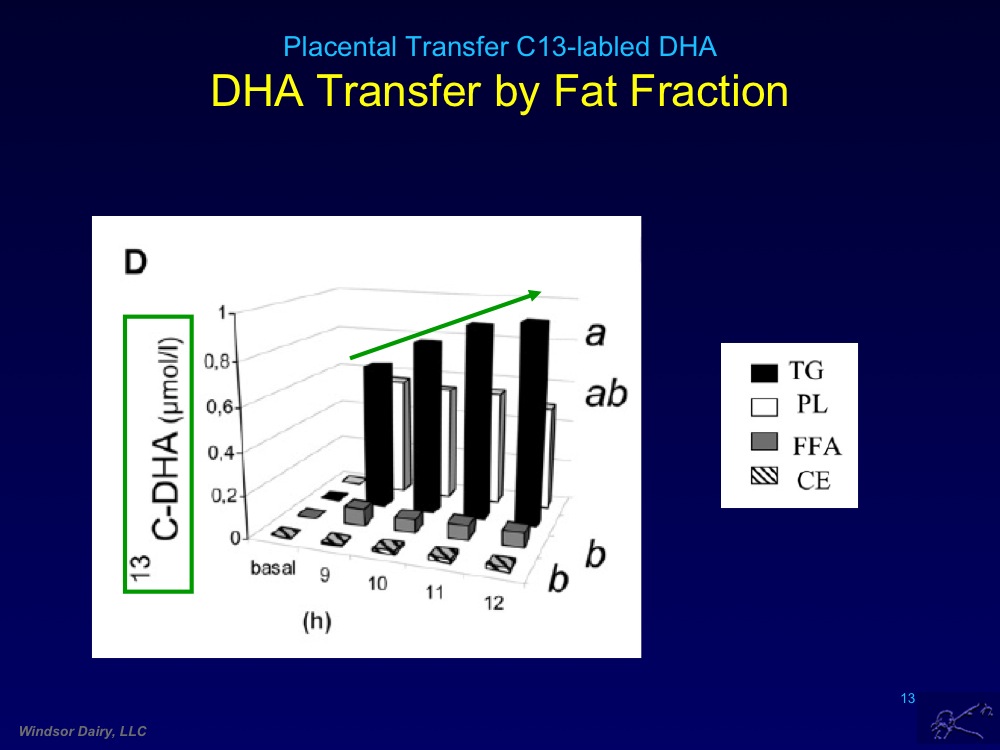 Placental Transfer C13-labled DHA
DHA Transfer by Fat Fraction
D
13 C-DHA (µmol/l)
1
0,8
0,6
0,4
0,2
0
basal
9
10
11
12
(h)
a
ab
b
b
TG
PL
FFA
CE
13
Windsor Dairy, LLC